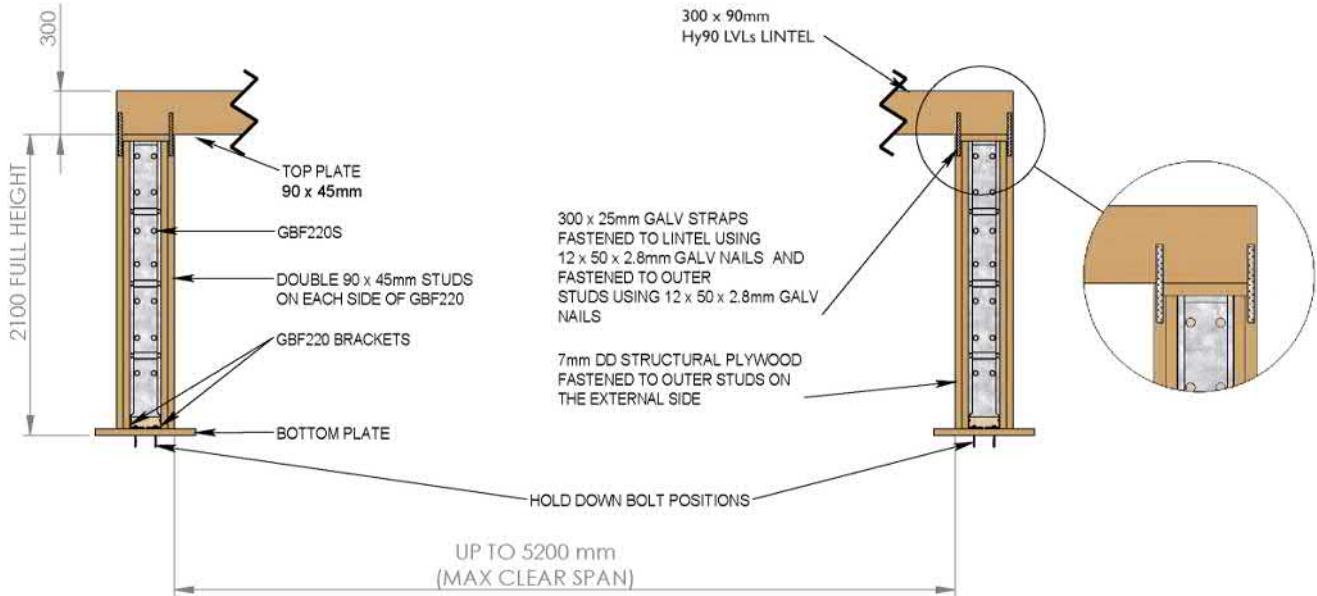 300
300 x 90mm
Hy90 LVLs LINTEL
TOP PLATE
90 x 45mm
GBF220S
DOUBLE 90 x 45mm STUDS
ON EACH SIDE OF GBF220
GBF220 BRACKETS
BOTTOM PLATE
2100 FULL HEIGHT
300 x 25mm GALV STRAPS
FASTENED TO LINTEL USING
12 x 50 x 2.8mm GALV NAILS AND
FASTENED TO OUTER
STUDS USING 12 x 50 x 2.8mm GALV
NAILS
7mm DD STRUCTURAL PLYWOOD
FASTENED TO OUTER STUDS ON
THE EXTERNAL SIDE
HOLD DOWN BOLT POSITIONS
UP TO 5200 mm
(MAX CLEAR SPAN)